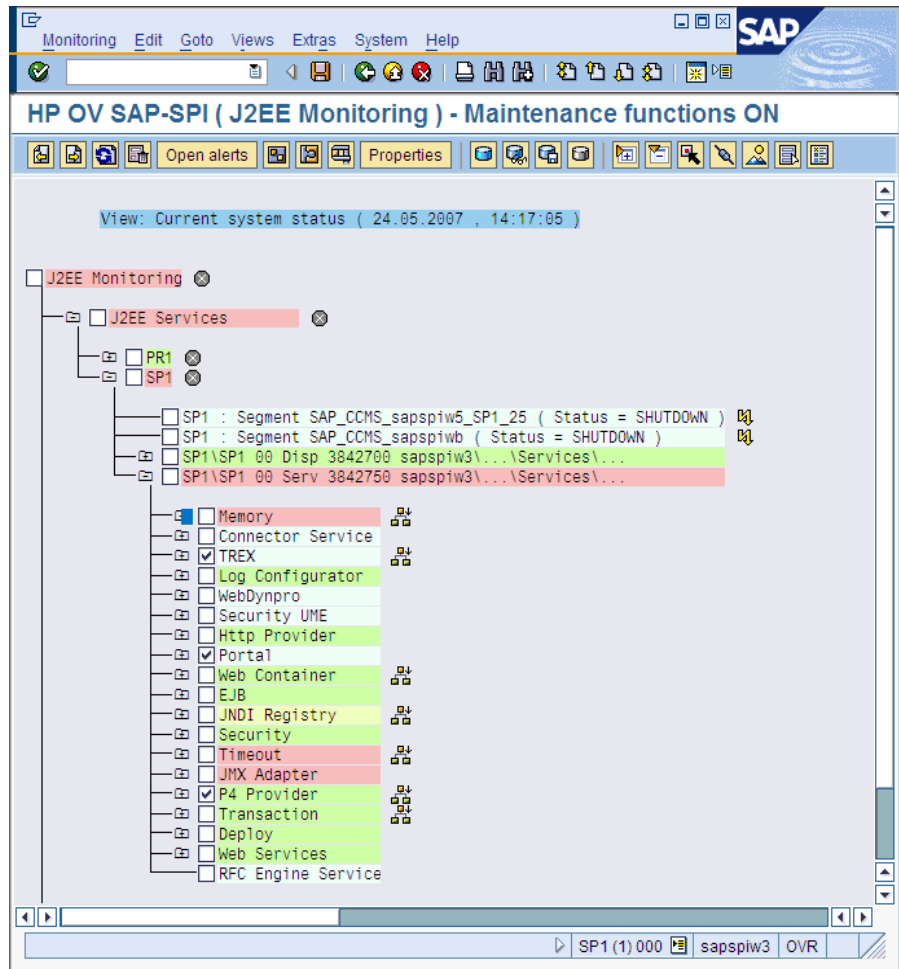 Monitoring Edit Goto Views Extras System Help
SAP
HP OV SAP-SPI ( J2EE Monitoring ) - Maintenance functions ON
Open alerts Properties
View: Current system status ( 24.05.2007 , 14:17:05 )
J2EE Monitoring
J2EE Services
PR1
SP1
SP1 : Segment SAP_CCMS_sapspiw5_SP1_25 ( Status = SHUTDOWN )
SP1 : Segment SAP_CCMS_sapspiwb ( Status = SHUTDOWN )
SP1\SP1 00 Disp 3842700 sapspiw3\...\Services\...
SP1\SP1 00 Serv 3842750 sapspiw3\...\Services\...
Memory
Connector Service
TREX
Log Configurator
WebDynpro
Security UME
Http Provider
Portal
Web Container
EJB
JNDI Registry
Security
Timeout
JMX Adapter
P4 Provider
Transaction
Deploy
Web Services
RFC Engine Service
SP1 (1) 000 sapspiw3 OVR